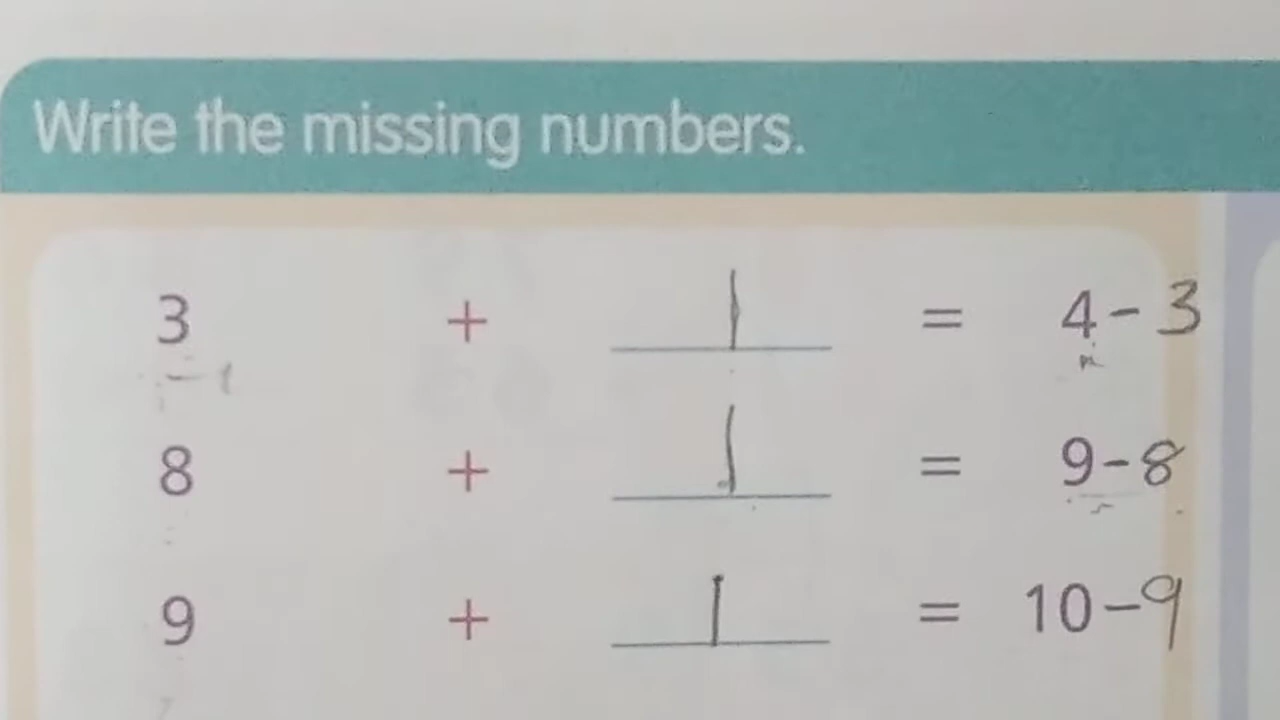 Write the missing numbers.
3 + 1 = 4 - 3
8 + 1 = 9 - 8
9 + 1 = 10 - 9